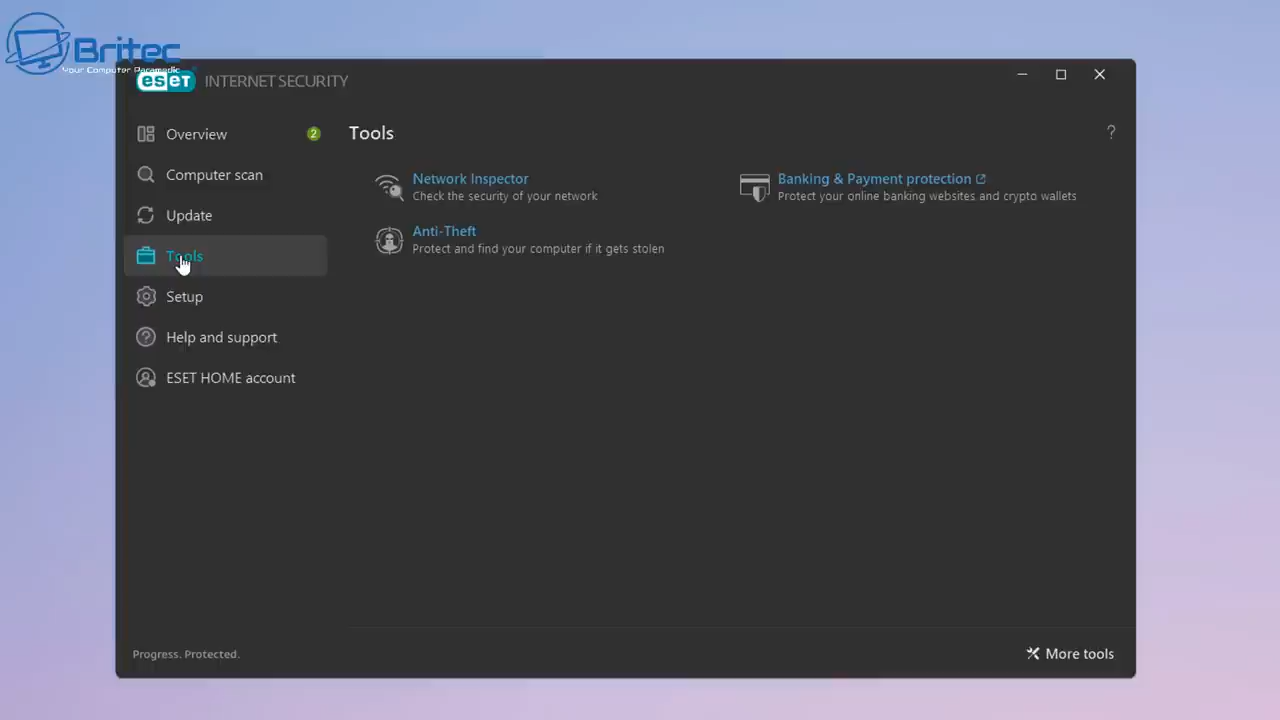 Britec
Your Computer Paramedic
eset INTERNET SECURITY
Overview 2
Computer scan
Update
Tools
Setup
Help and support
ESET HOME account
Tools
?
Network Inspector
Check the security of your network
Banking & Payment protection
Protect your online banking websites and crypto wallets
Anti-Theft
Protect and find your computer if it gets stolen
Progress. Protected.
More tools